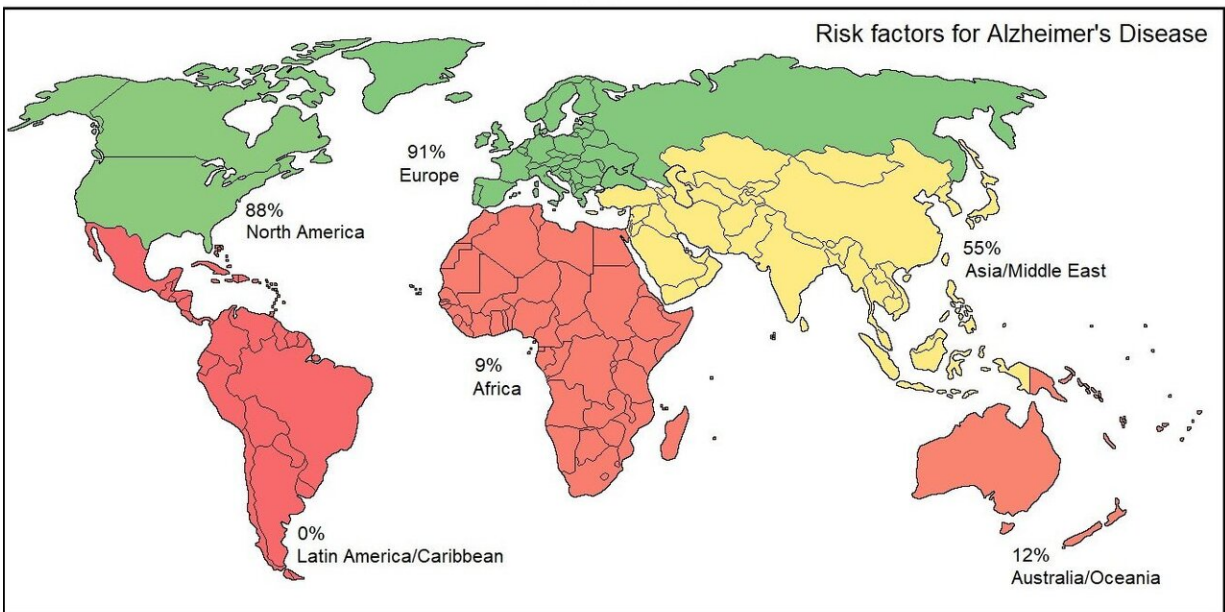 Risk factors for Alzheimer's Disease
91%
Europe
88%
North America
55%
Asia/Middle East
9%
Africa
0%
Latin America/Caribbean
12%
Australia/Oceania